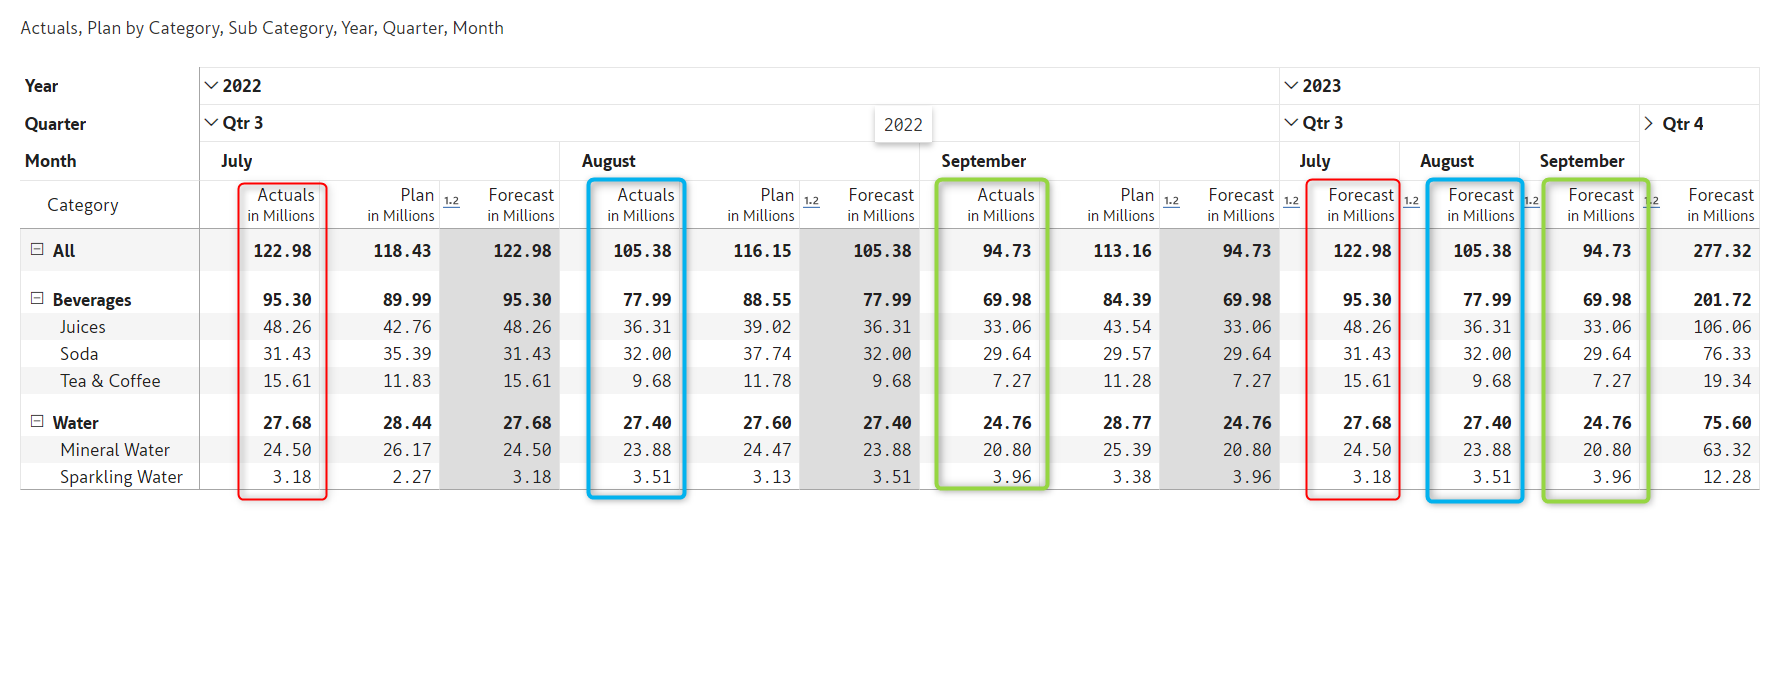 Actuals, Plan by Category, Sub Category, Year, Quarter, Month
Year 2022 2023
Quarter Qtr 3 2022 Qtr 3 Qtr 4
Month July August September July August September
Category Actuals Plan 1.2 Forecast Actuals Plan 1.2 Forecast Actuals Plan 1.2 Forecast 1.2 Forecast 1.2 Forecast 1.2 Forecast 1.2 Forecast
in Millions in Millions in Millions in Millions in Millions in Millions in Millions in Millions in Millions in Millions in Millions in Millions in Millions
All 122.98 118.43 122.98 105.38 116.15 105.38 94.73 113.16 94.73 122.98 105.38 94.73 277.32
Beverages 95.30 89.99 95.30 77.99 88.55 77.99 69.98 84.39 69.98 95.30 77.99 69.98 201.72
Juices 48.26 42.76 48.26 36.31 39.02 36.31 33.06 43.54 33.06 48.26 36.31 33.06 106.06
Soda 31.43 35.39 31.43 32.00 37.74 32.00 29.64 29.57 29.64 31.43 32.00 29.64 76.33
Tea & Coffee 15.61 11.83 15.61 9.68 11.78 9.68 7.27 11.28 7.27 15.61 9.68 7.27 19.34
Water 27.68 28.44 27.68 27.40 27.60 27.40 24.76 28.77 24.76 27.68 27.40 24.76 75.60
Mineral Water 24.50 26.17 24.50 23.88 24.47 23.88 20.80 25.39 20.80 24.50 23.88 20.80 63.32
Sparkling Water 3.18 2.27 3.18 3.51 3.13 3.51 3.96 3.38 3.96 3.18 3.51 3.96 12.28